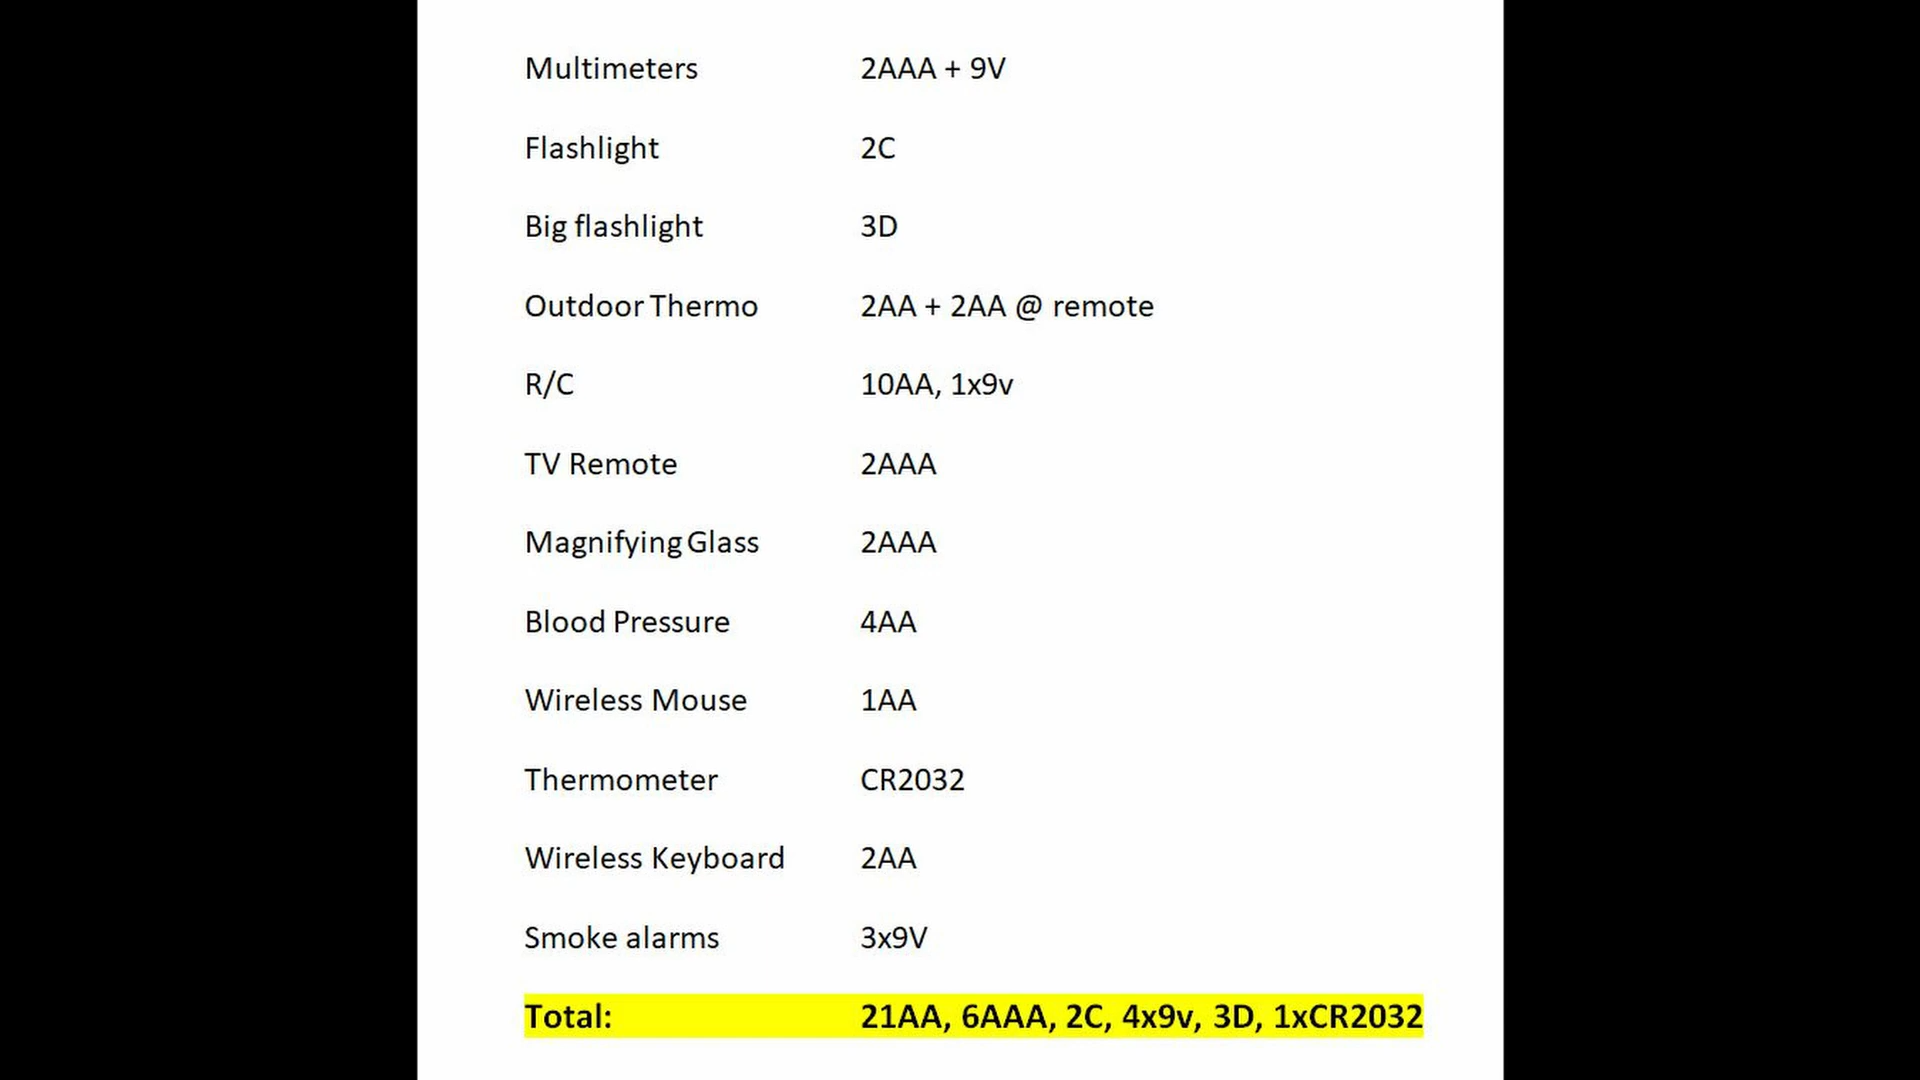 Multimeters 2AAA + 9V
Flashlight 2C
Big flashlight 3D
Outdoor Thermo 2AA + 2AA @ remote
R/C 10AA, 1x9v
TV Remote 2AAA
Magnifying Glass 2AAA
Blood Pressure 4AA
Wireless Mouse 1AA
Thermometer CR2032
Wireless Keyboard 2AA
Smoke alarms 3x9V
Total: 21AA, 6AAA, 2C, 4x9v, 3D, 1xCR2032